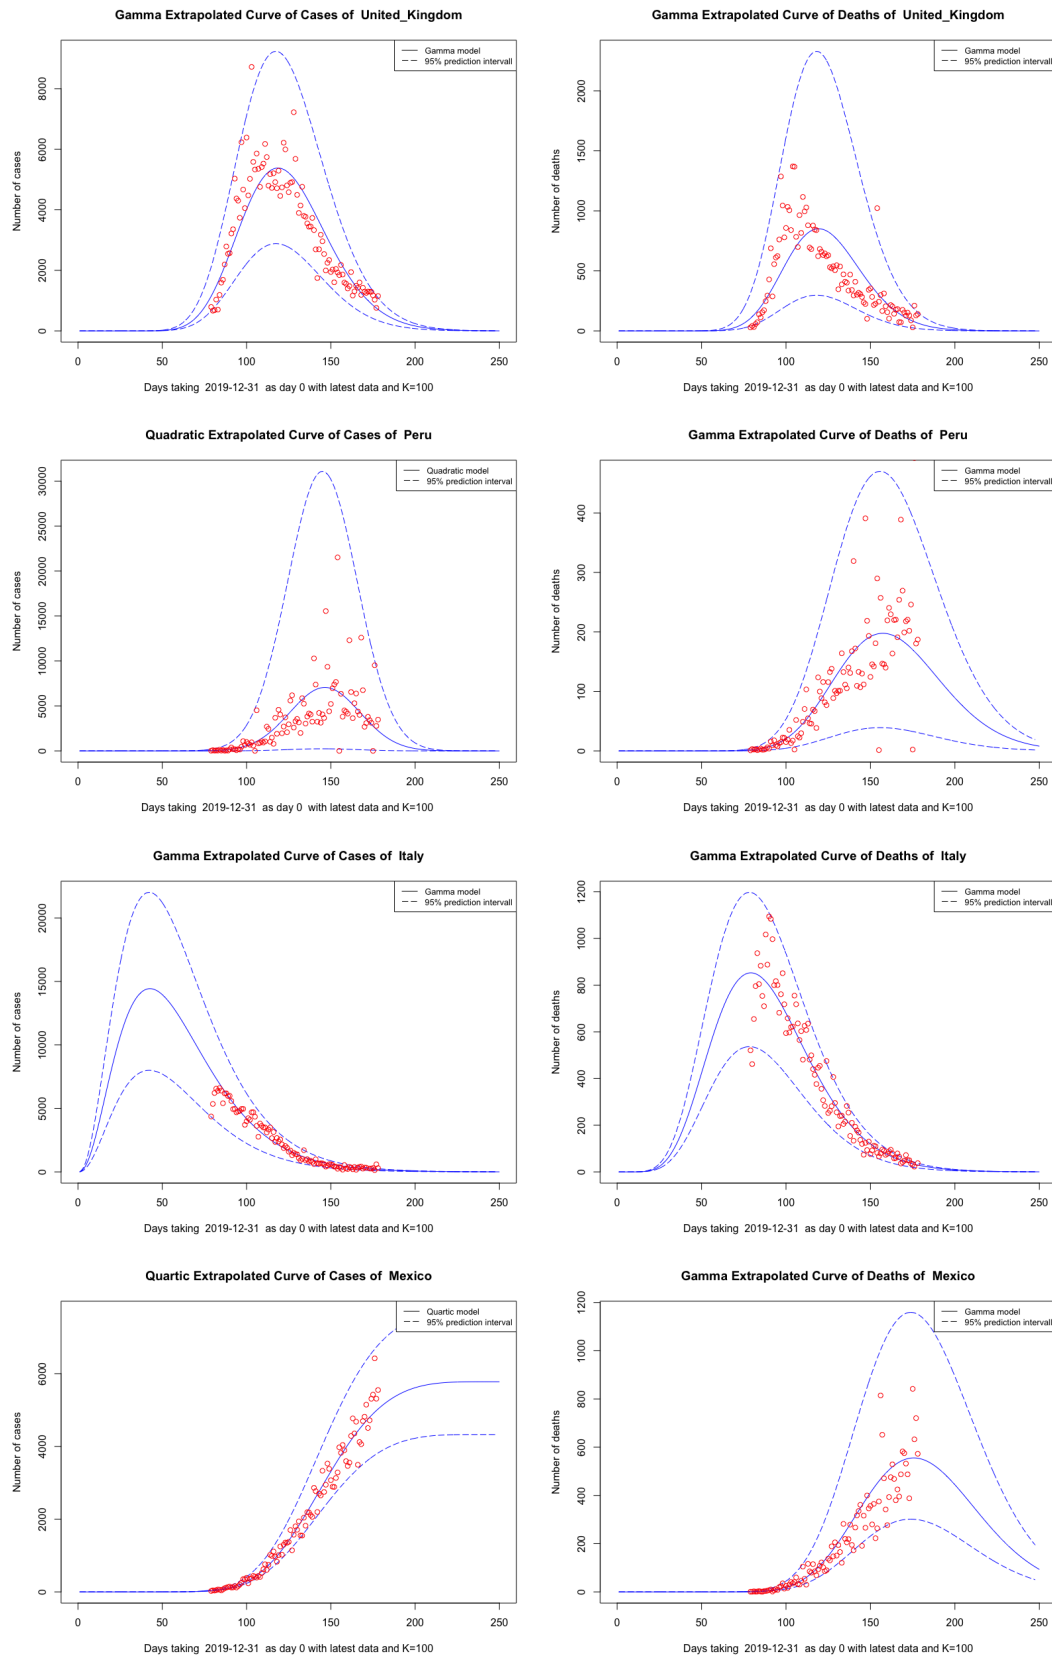 Gamma Extrapolated Curve of Cases of United_Kingdom
Number of cases
0 2000 4000 6000 8000
Gamma model
95% prediction intervall
0 50 100 150 200 250
Days taking 2019-12-31 as day 0 with latest data and K=100
Gamma Extrapolated Curve of Deaths of United_Kingdom
Number of deaths
0 500 1000 1500 2000
Gamma model
95% prediction intervall
0 50 100 150 200 250
Days taking 2019-12-31 as day 0 with latest data and K=100
Quadratic Extrapolated Curve of Cases of Peru
Number of cases
0 5000 10000 15000 20000 25000 30000
Quadratic model
95% prediction interval
0 50 100 150 200 250
Days taking 2019-12-31 as day 0 with latest data and K=100
Gamma Extrapolated Curve of Deaths of Peru
Number of deaths
0 100 200 300 400
Gamma model
95% prediction intervall
0 50 100 150 200 250
Days taking 2019-12-31 as day 0 with latest data and K=100
Gamma Extrapolated Curve of Cases of Italy
Number of cases
0 5000 10000 15000 20000
Gamma model
95% prediction intervall
0 50 100 150 200 250
Days taking 2019-12-31 as day 0 with latest data and K=100
Gamma Extrapolated Curve of Deaths of Italy
Number of deaths
0 200 400 600 800 1000 1200
Gamma model
95% prediction intervall
0 50 100 150 200 250
Days taking 2019-12-31 as day 0 with latest data and K=100
Quartic Extrapolated Curve of Cases of Mexico
Number of cases
0 2000 4000 6000
Quartic model
95% prediction interval
0 50 100 150 200 250
Days taking 2019-12-31 as day 0 with latest data and K=100
Gamma Extrapolated Curve of Deaths of Mexico
Number of deaths
0 200 400 600 800 1000 1200
Gamma model
95% prediction intervall
0 50 100 150 200 250
Days taking 2019-12-31 as day 0 with latest data and K=100